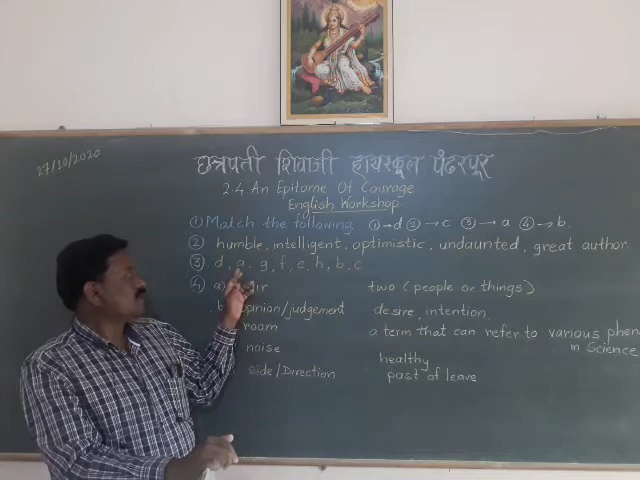 27/10/2020
छत्रपती शिवाजी हायस्कूल पंढरपूर
2.4 An Epitome Of Courage
English Workshop
① Match the following. ①→d ②→c ③→a ④→b.
② humble, intelligent, optimistic, undaunted, great author
③ d, a, g, f, e, h, b, c
④ a) two (people or things)
b opinion/judgement desire, intention.
room a term that can refer to various phen
in Science
noise healthy
side/Direction past of leave